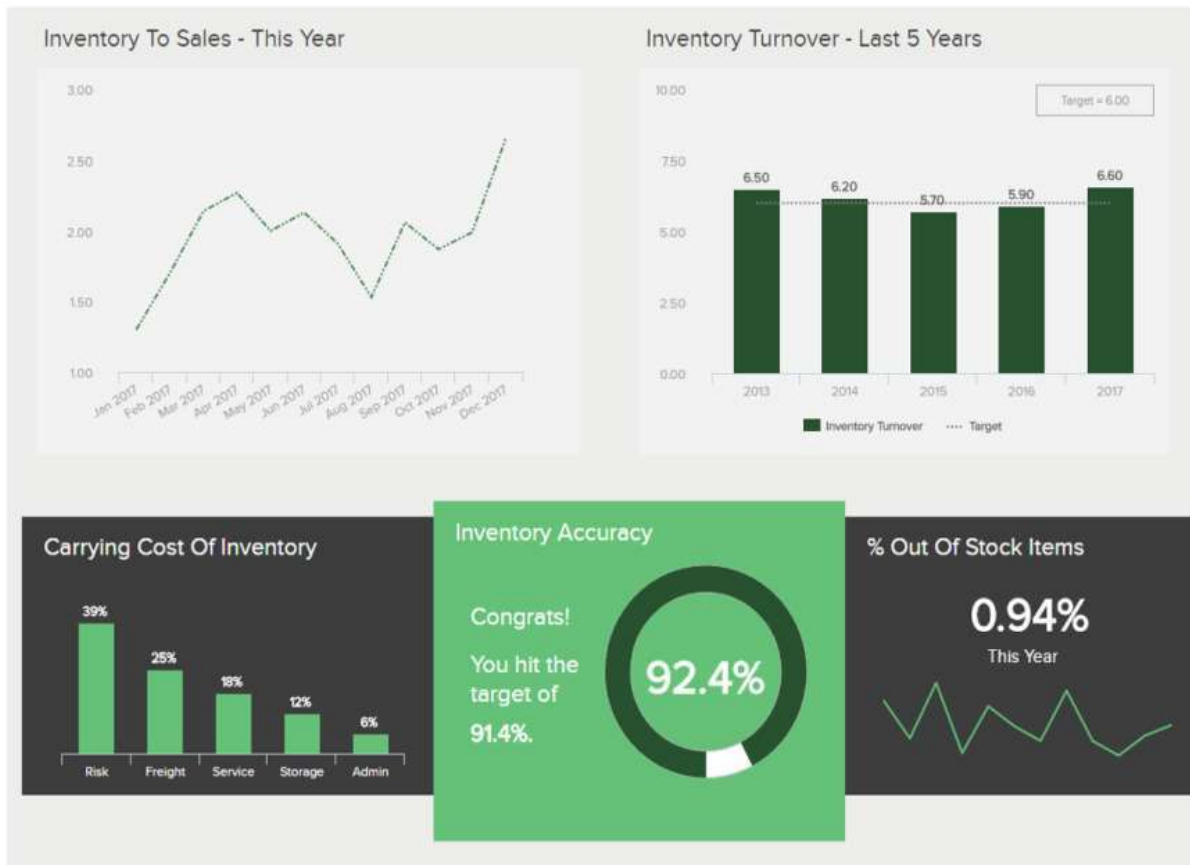 Inventory To Sales - This Year
3.00
2.50
2.00
1.50
1.00
Jan 2017
Feb 2017
Mar 2017
Apr 2017
May 2017
Jun 2017
Jul 2017
Aug 2017
Sep 2017
Oct 2017
Nov 2017
Dec 2017
Inventory Turnover - Last 5 Years
Target = 6.00
10.00
7.50
5.00
2.50
0.00
6.50
6.20
5.70
5.90
6.60
2013
2014
2015
2016
2017
Inventory Turnover
Target
Carrying Cost Of Inventory
39%
25%
18%
12%
6%
Risk
Freight
Service
Storage
Admin
Inventory Accuracy
Congrats!
You hit the
target of
91.4%.
92.4%
% Out Of Stock Items
0.94%
This Year